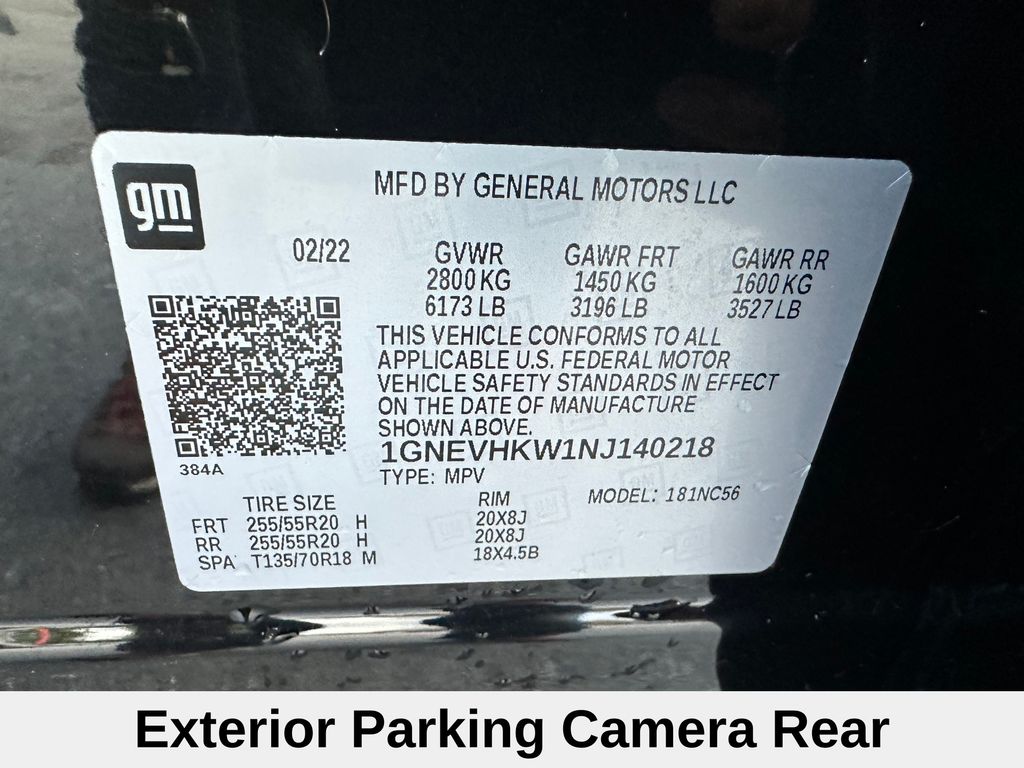 gm
MFD BY GENERAL MOTORS LLC
02/22 GVWR GAWR FRT GAWR RR
2800 KG 1450 KG 1600 KG
6173 LB 3196 LB 3527 LB
THIS VEHICLE CONFORMS TO ALL
APPLICABLE U.S. FEDERAL MOTOR
VEHICLE SAFETY STANDARDS IN EFFECT
ON THE DATE OF MANUFACTURE
SHOWN ABOVE.
1GNEVHKW1NJ140218
384A
TYPE: MPV
TIRE SIZE RIM MODEL: 181NC56
FRT 255/55R20 H 20X8J
RR 255/55R20 H 20X8J
SPA T135/70R18 M 18X4.5B
Exterior Parking Camera Rear